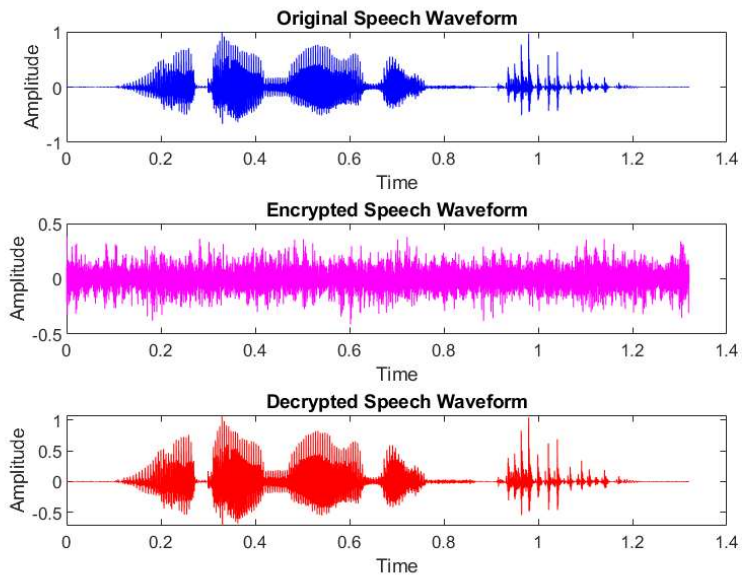 Original Speech Waveform
1
0
-1
Amplitude
0 0.2 0.4 0.6 0.8 1 1.2 1.4
Time
Encrypted Speech Waveform
0.5
0
-0.5
Amplitude
0 0.2 0.4 0.6 0.8 1 1.2 1.4
Time
Decrypted Speech Waveform
1
0.5
0
-0.5
Amplitude
0 0.2 0.4 0.6 0.8 1 1.2 1.4
Time